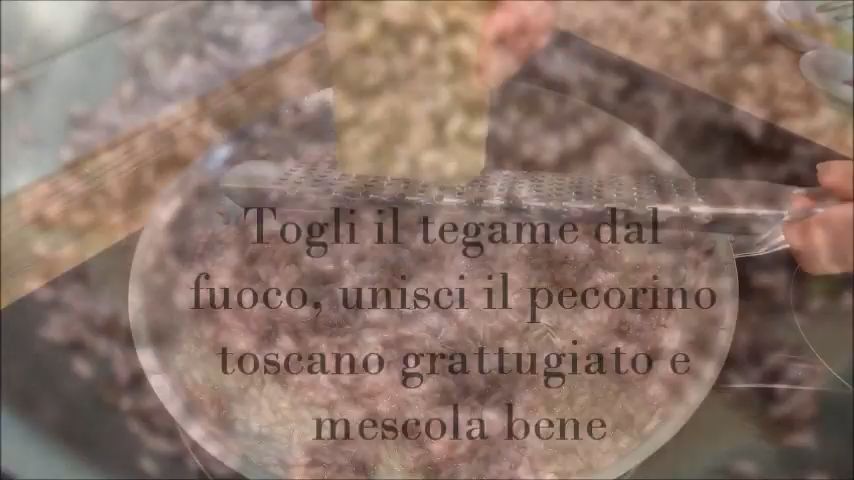 Togli il tegame dal
fuoco, unisci il pecorino
toscano grattugiato e
mescola bene